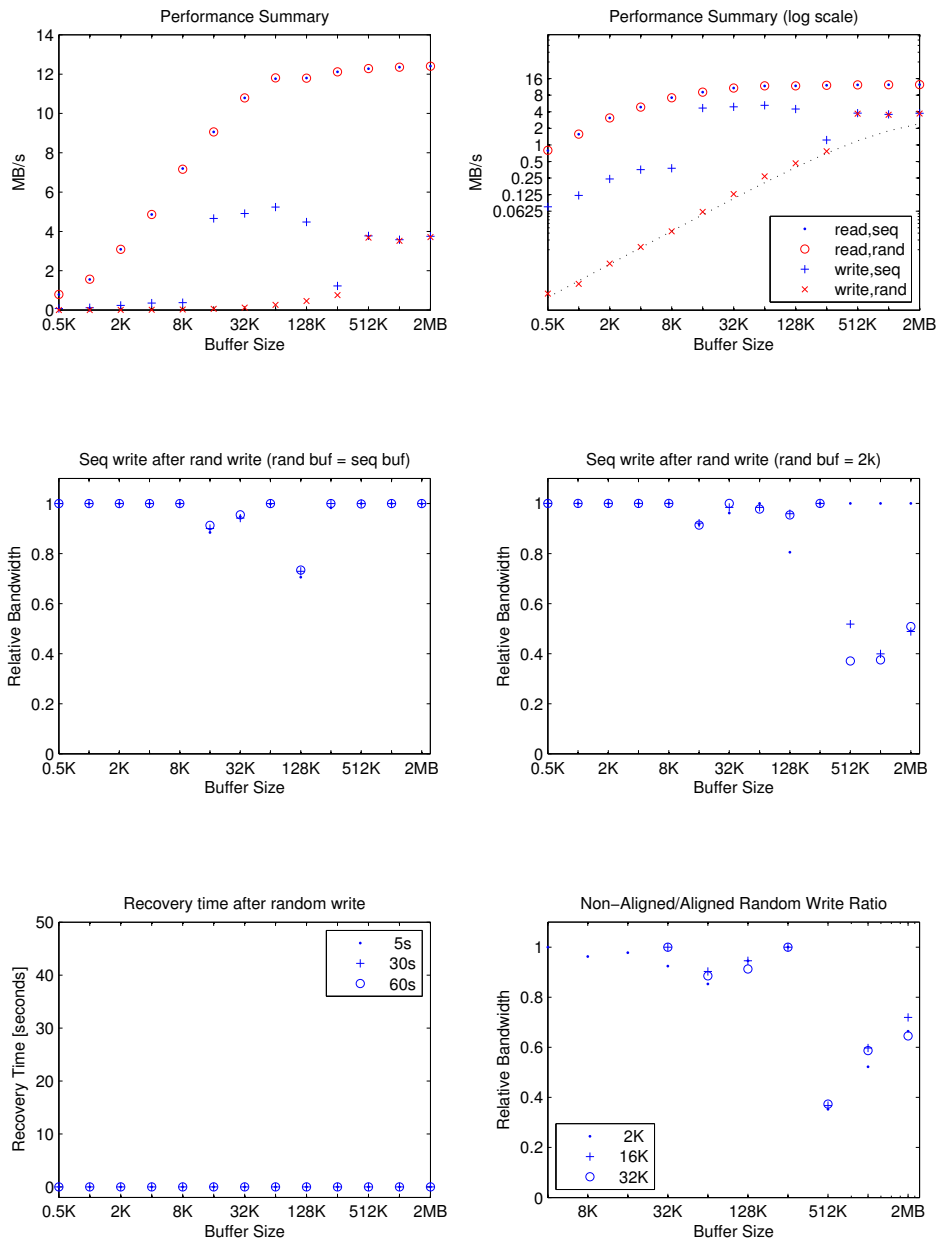 Performance Summary
14
12
10
8
6
4
2
0
MB/s
0.5K 2K 8K 32K 128K 512K 2MB
Buffer Size
Performance Summary (log scale)
16
8
4
2
1
0.5
0.25
0.125
0.0625
MB/s
read,seq
read,rand
write,seq
write,rand
0.5K 2K 8K 32K 128K 512K 2MB
Buffer Size
Seq write after rand write (rand buf = seq buf)
1
0.8
0.6
0.4
0.2
0
Relative Bandwidth
0.5K 2K 8K 32K 128K 512K 2MB
Buffer Size
Seq write after rand write (rand buf = 2k)
1
0.8
0.6
0.4
0.2
0
Relative Bandwidth
0.5K 2K 8K 32K 128K 512K 2MB
Buffer Size
Recovery time after random write
50
40
30
20
10
0
Recovery Time [seconds]
5s
30s
60s
0.5K 2K 8K 32K 128K 512K 2MB
Buffer Size
Non−Aligned/Aligned Random Write Ratio
1
0.8
0.6
0.4
0.2
0
Relative Bandwidth
2K
16K
32K
8K 32K 128K 512K 2MB
Buffer Size